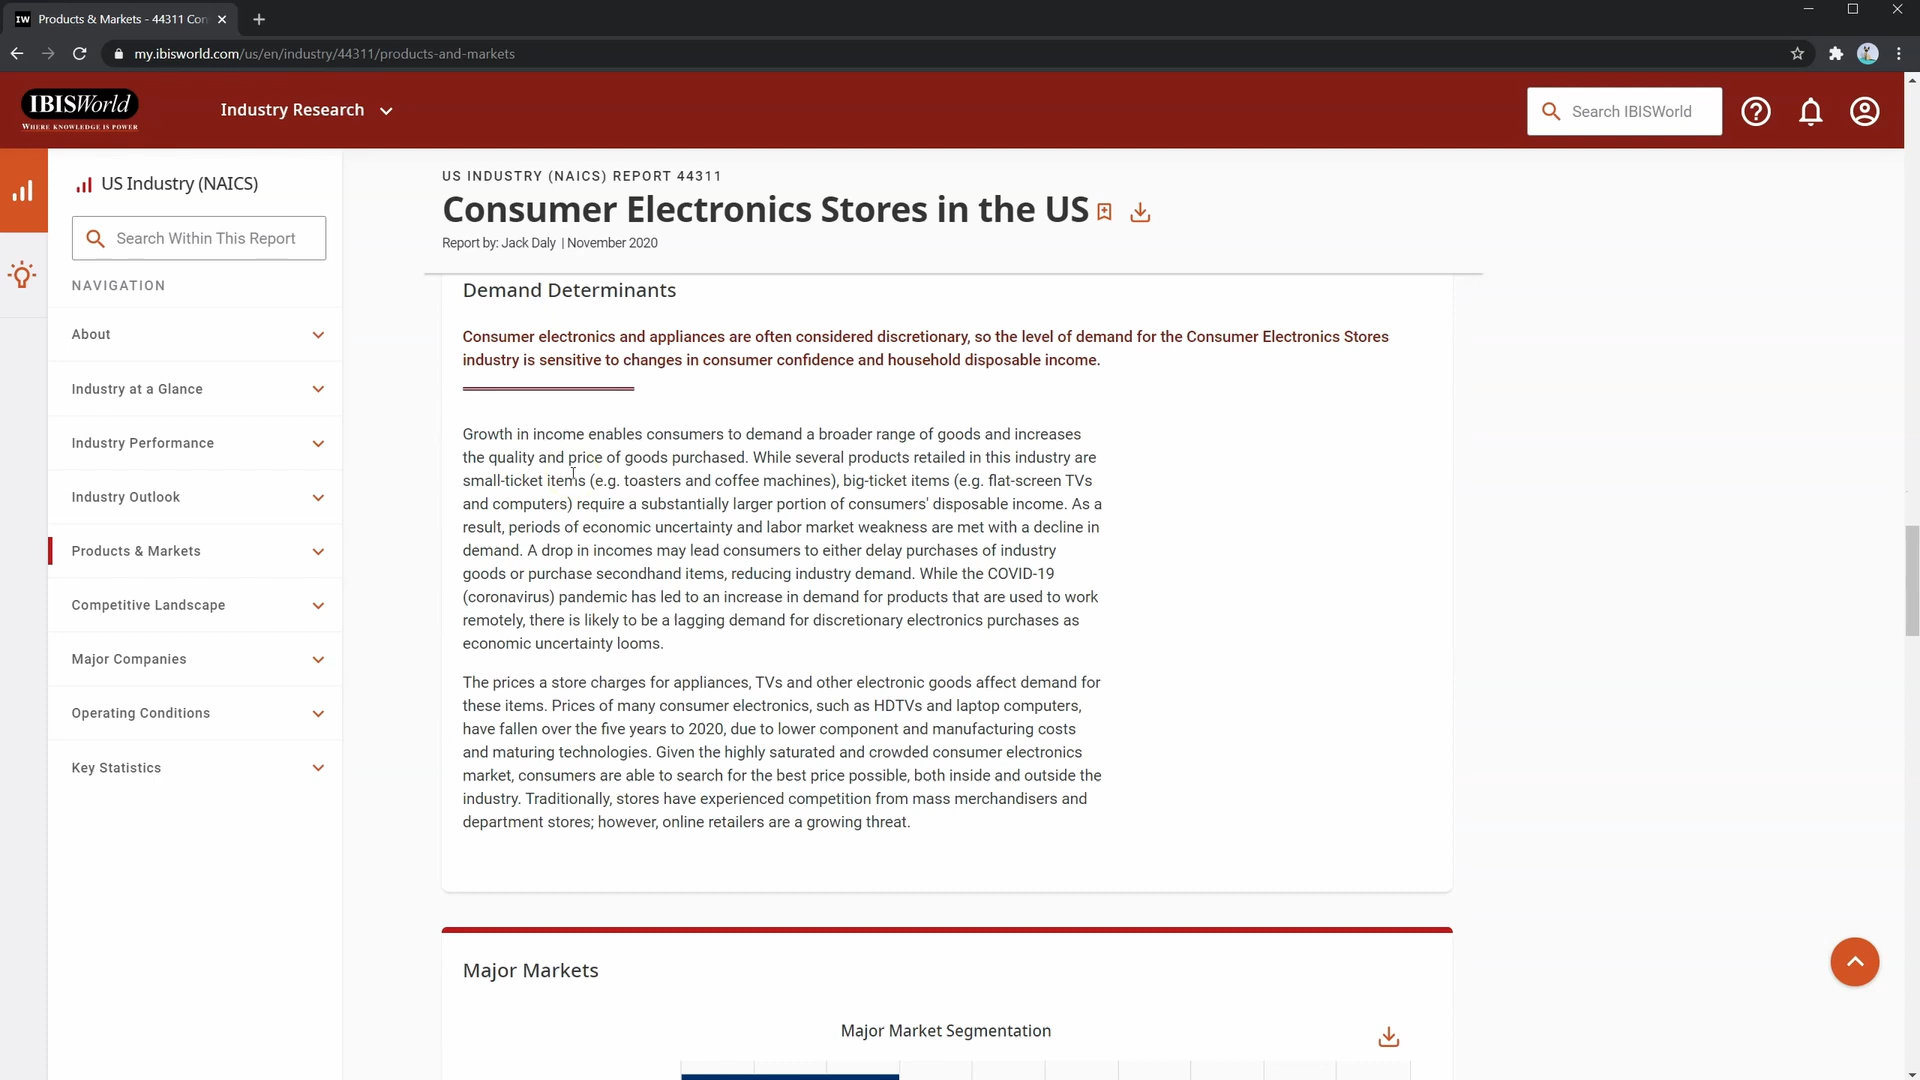 IW Products & Markets - 44311 Con
my.ibisworld.com/us/en/industry/44311/products-and-markets
IBISWorld
WHERE KNOWLEDGE IS POWER
Industry Research
Search IBISWorld
US Industry (NAICS)
Search Within This Report
NAVIGATION
About
Industry at a Glance
Industry Performance
Industry Outlook
Products & Markets
Competitive Landscape
Major Companies
Operating Conditions
Key Statistics
US INDUSTRY (NAICS) REPORT 44311
Consumer Electronics Stores in the US
Report by: Jack Daly | November 2020
Demand Determinants
Consumer electronics and appliances are often considered discretionary, so the level of demand for the Consumer Electronics Stores
industry is sensitive to changes in consumer confidence and household disposable income.
Growth in income enables consumers to demand a broader range of goods and increases
the quality and price of goods purchased. While several products retailed in this industry are
small-ticket items (e.g. toasters and coffee machines), big-ticket items (e.g. flat-screen TVs
and computers) require a substantially larger portion of consumers' disposable income. As a
result, periods of economic uncertainty and labor market weakness are met with a decline in
demand. A drop in incomes may lead consumers to either delay purchases of industry
goods or purchase secondhand items, reducing industry demand. While the COVID-19
(coronavirus) pandemic has led to an increase in demand for products that are used to work
remotely, there is likely to be a lagging demand for discretionary electronics purchases as
economic uncertainty looms.
The prices a store charges for appliances, TVs and other electronic goods affect demand for
these items. Prices of many consumer electronics, such as HDTVs and laptop computers,
have fallen over the five years to 2020, due to lower component and manufacturing costs
and maturing technologies. Given the highly saturated and crowded consumer electronics
market, consumers are able to search for the best price possible, both inside and outside the
industry. Traditionally, stores have experienced competition from mass merchandisers and
department stores; however, online retailers are a growing threat.
Major Markets
Major Market Segmentation